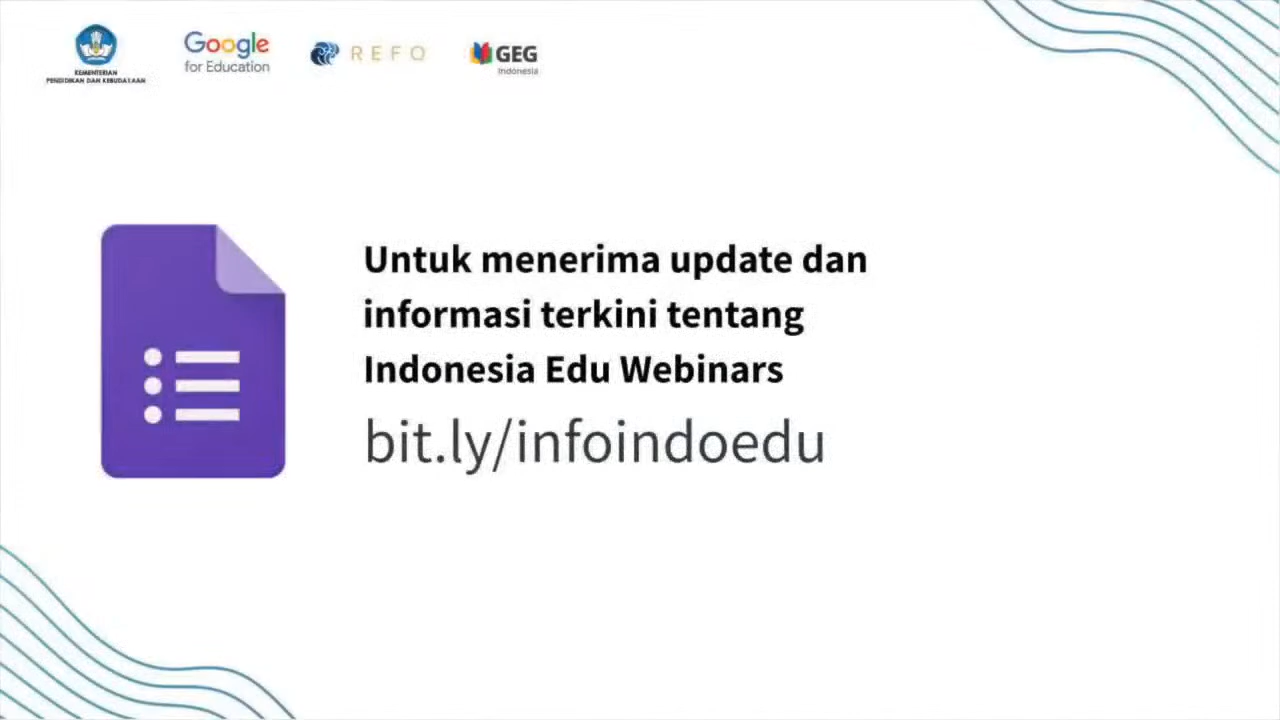 KEMENTERIAN
PENDIDIKAN DAN KEBUDAYAAN
Google
for Education
REFO
GEG
Indonesia
Untuk menerima update dan
informasi terkini tentang
Indonesia Edu Webinars
bit.ly/infoindoedu